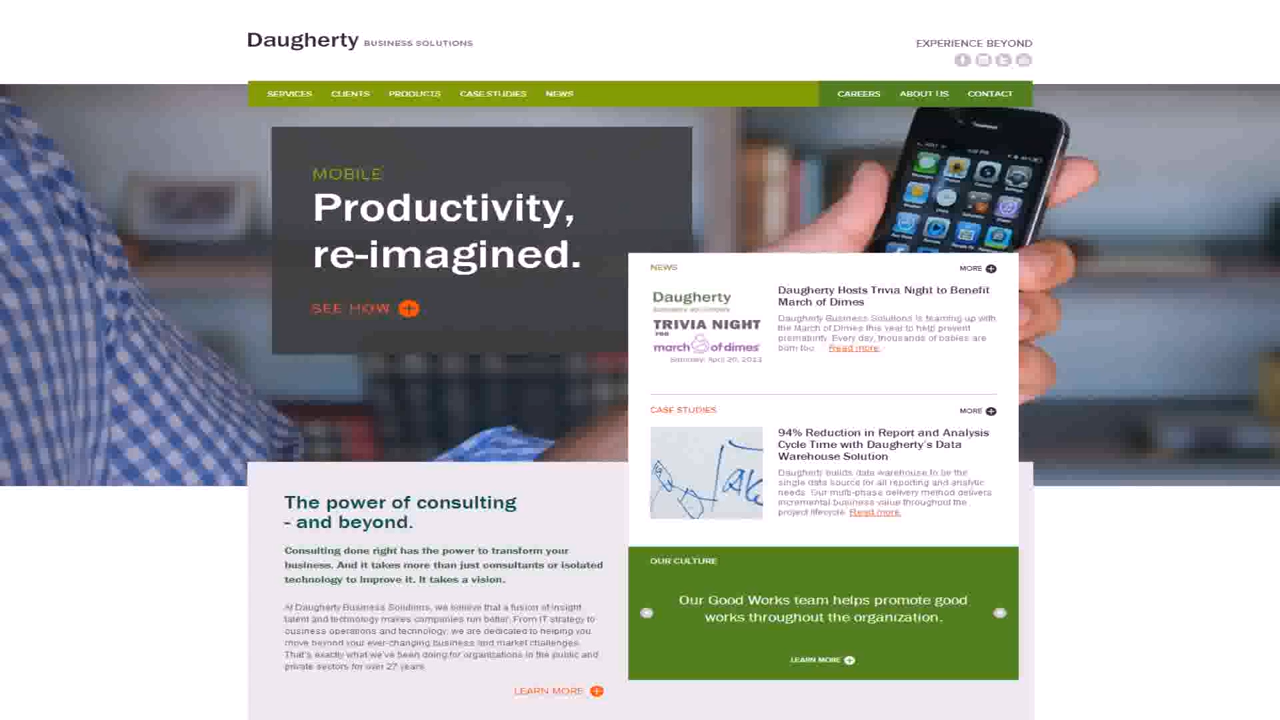 Daugherty BUSINESS SOLUTIONS
EXPERIENCE BEYOND
SERVICES CLIENTS PRODUCTS CASE STUDIES NEWS CAREERS ABOUT US CONTACT
MOBILE
Productivity,
re-imagined.
SEE HOW
NEWS MORE
Daugherty
TRIVIA NIGHT
FOR
march of dimes
Saturday, April 20, 2013
Daugherty Hosts Trivia Night to Benefit
March of Dimes
Daugherty Business Solutions is teaming up with
the March of Dimes this year to help prevent
prematurity. Every day, thousands of babies are
born too Read more.
CASE STUDIES MORE
94% Reduction in Report and Analysis
Cycle Time with Daugherty's Data
Warehouse Solution
Daugherty builds data warehouse to be the
single data source for all reporting and analytic
needs. Our multi-phase delivery method delivers
incremental business value throughout the
project lifecycle. Read more.
The power of consulting
- and beyond.
Consulting done right has the power to transform your
business. And it takes more than just consultants or isolated
technology to improve it. It takes a vision.
At Daugherty Business Solutions, we believe that a fusion of insight
talent and technology makes companies run better. From IT strategy to
business operations and technology, we are dedicated to helping you
move beyond your ever-changing business and market challenges.
That's exactly what we've been doing for organizations in the public and
private sectors for over 27 years.
LEARN MORE
OUR CULTURE
Our Good Works team helps promote good
works throughout the organization.
LEARN MORE